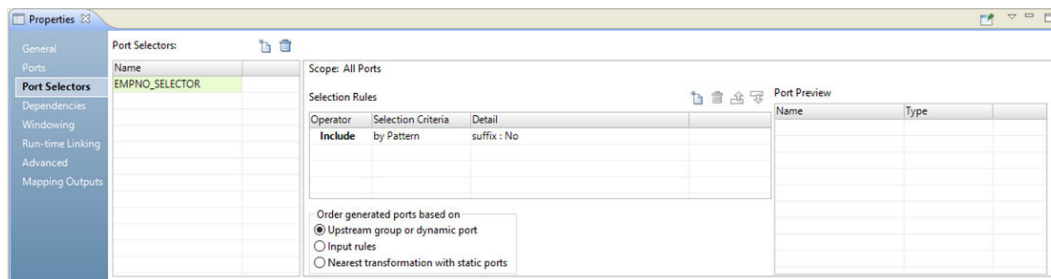 Properties
General
Ports
Port Selectors
Dependencies
Windowing
Run-time Linking
Advanced
Mapping Outputs
Port Selectors:
Name
EMPNO_SELECTOR
Scope: All Ports
Selection Rules
Operator Selection Criteria Detail
Include by Pattern suffix : No
Order generated ports based on
Upstream group or dynamic port
Input rules
Nearest transformation with static ports
Port Preview
Name Type